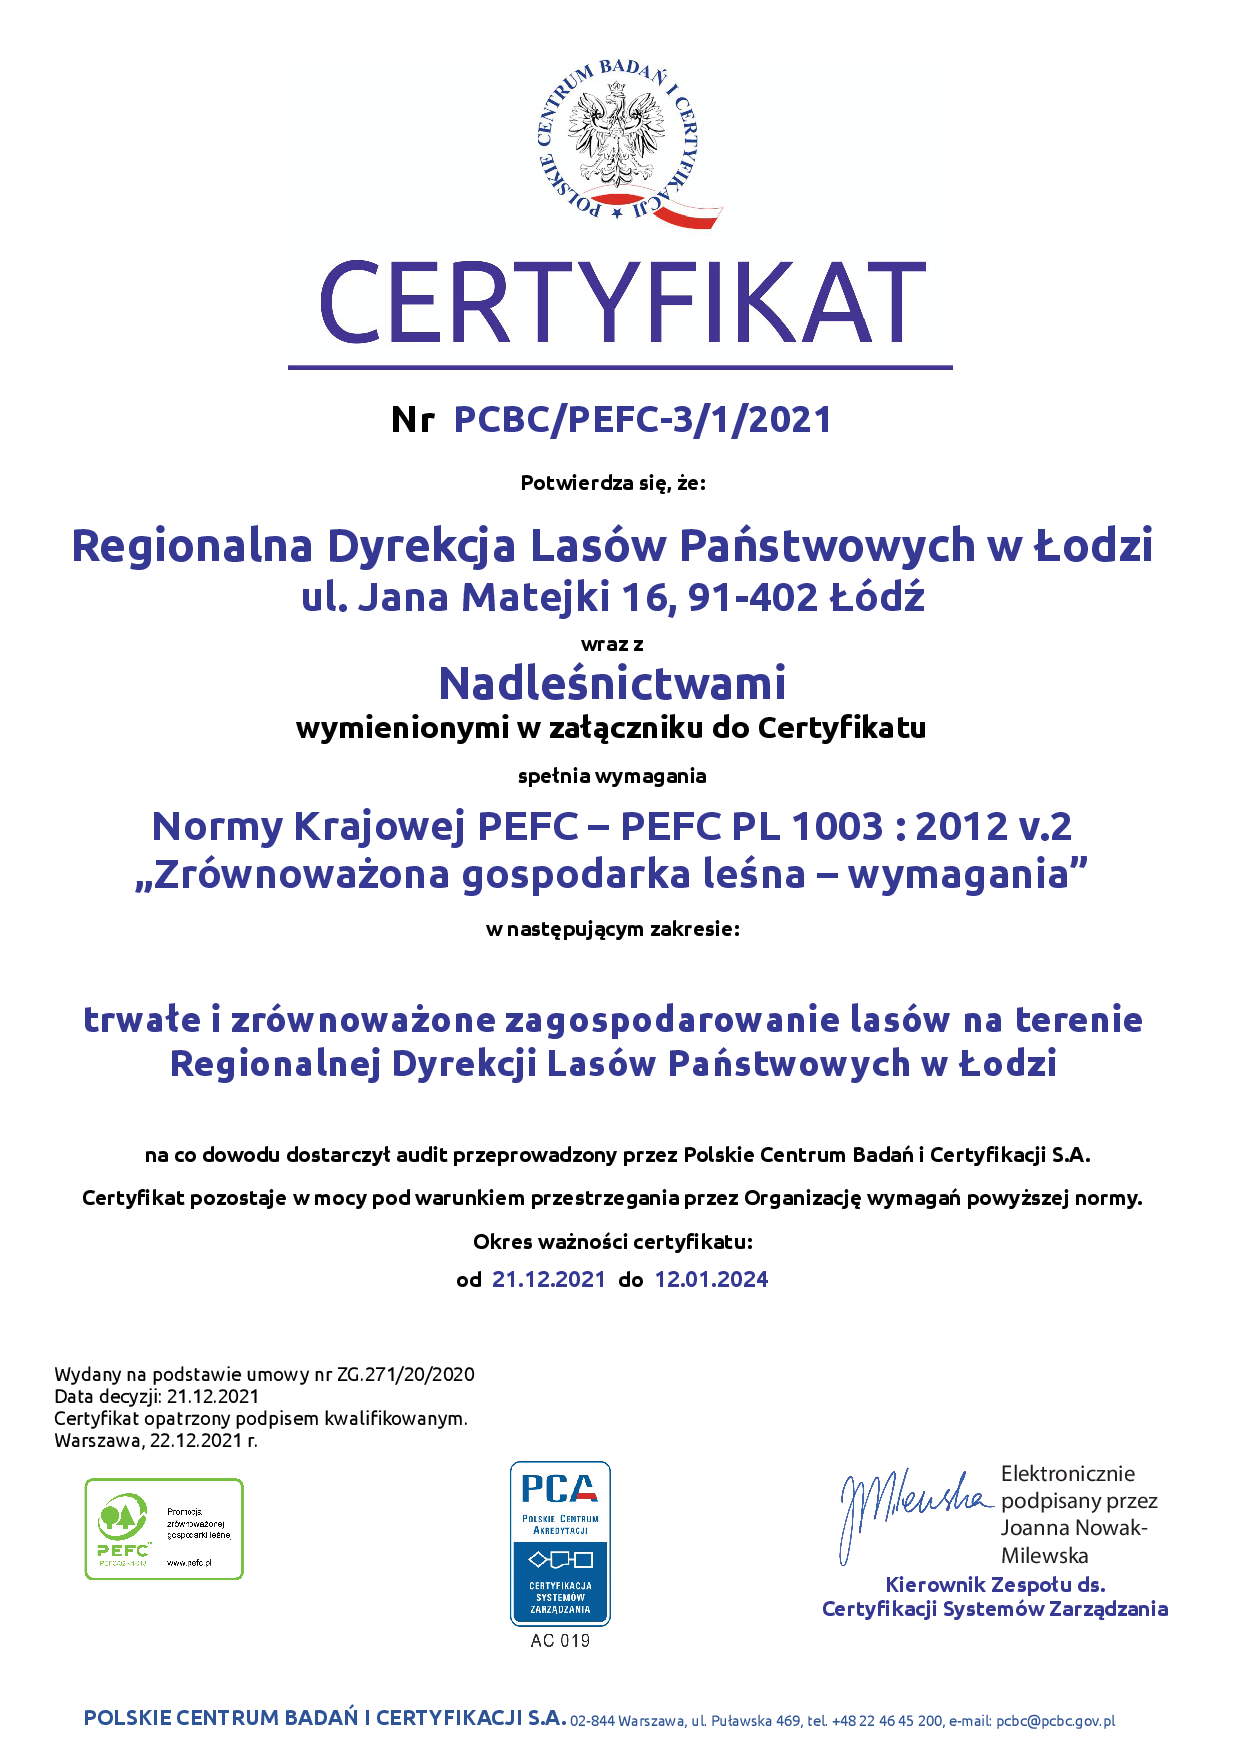 POLSKIE CENTRUM BADAŃ I CERTYFIKACJI
CERTYFIKAT
Nr PCBC/PEFC-3/1/2021
Potwierdza się, że:
Regionalna Dyrekcja Lasów Państwowych w Łodzi
ul. Jana Matejki 16, 91-402 Łódź
wraz z
Nadleśnictwami
wymienionymi w załączniku do Certyfikatu
spełnia wymagania
Normy Krajowej PEFC – PEFC PL 1003 : 2012 v.2
„Zrównoważona gospodarka leśna – wymagania”
w następującym zakresie:
trwałe i zrównoważone zagospodarowanie lasów na terenie
Regionalnej Dyrekcji Lasów Państwowych w Łodzi
na co dowodu dostarczył audit przeprowadzony przez Polskie Centrum Badań i Certyfikacji S.A.
Certyfikat pozostaje w mocy pod warunkiem przestrzegania przez Organizację wymagań powyższej normy.
Okres ważności certyfikatu:
od 21.12.2021 do 12.01.2024
Wydany na podstawie umowy nr ZG.271/20/2020
Data decyzji: 21.12.2021
Certyfikat opatrzony podpisem kwalifikowanym.
Warszawa, 22.12.2021 r.
PEFC
Promocja
zrównoważonej
gospodarki leśnej
www.pefc.pl
PCA
POLSKIE CENTRUM
AKREDYTACJI
CERTYFIKACJA
SYSTEMÓW
ZARZĄDZANIA
AC 019
JMilewska
Elektronicznie
podpisany przez
Joanna Nowak-
Milewska
Kierownik Zespołu ds.
Certyfikacji Systemów Zarządzania
POLSKIE CENTRUM BADAŃ I CERTYFIKACJI S.A. 02-844 Warszawa, ul. Puławska 469, tel. +48 22 46 45 200, e-mail: pcbc@pcbc.gov.pl